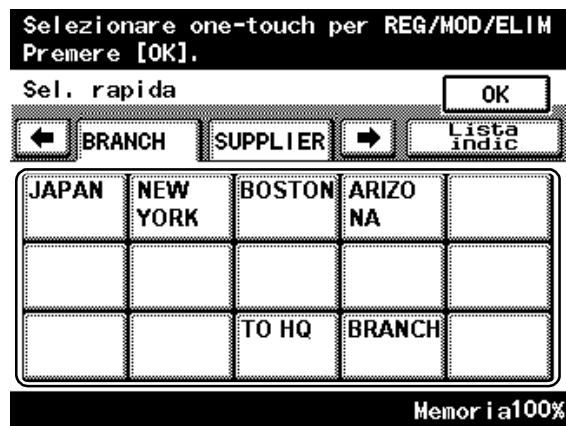 Selezionare one-touch per REG/MOD/ELIM
Premere [OK].
Sel. rapida
OK
BRANCH
SUPPLIER
Lista
indic
JAPAN
NEW
YORK
BOSTON
ARIZO
NA
TO HQ
BRANCH
Memoria100%